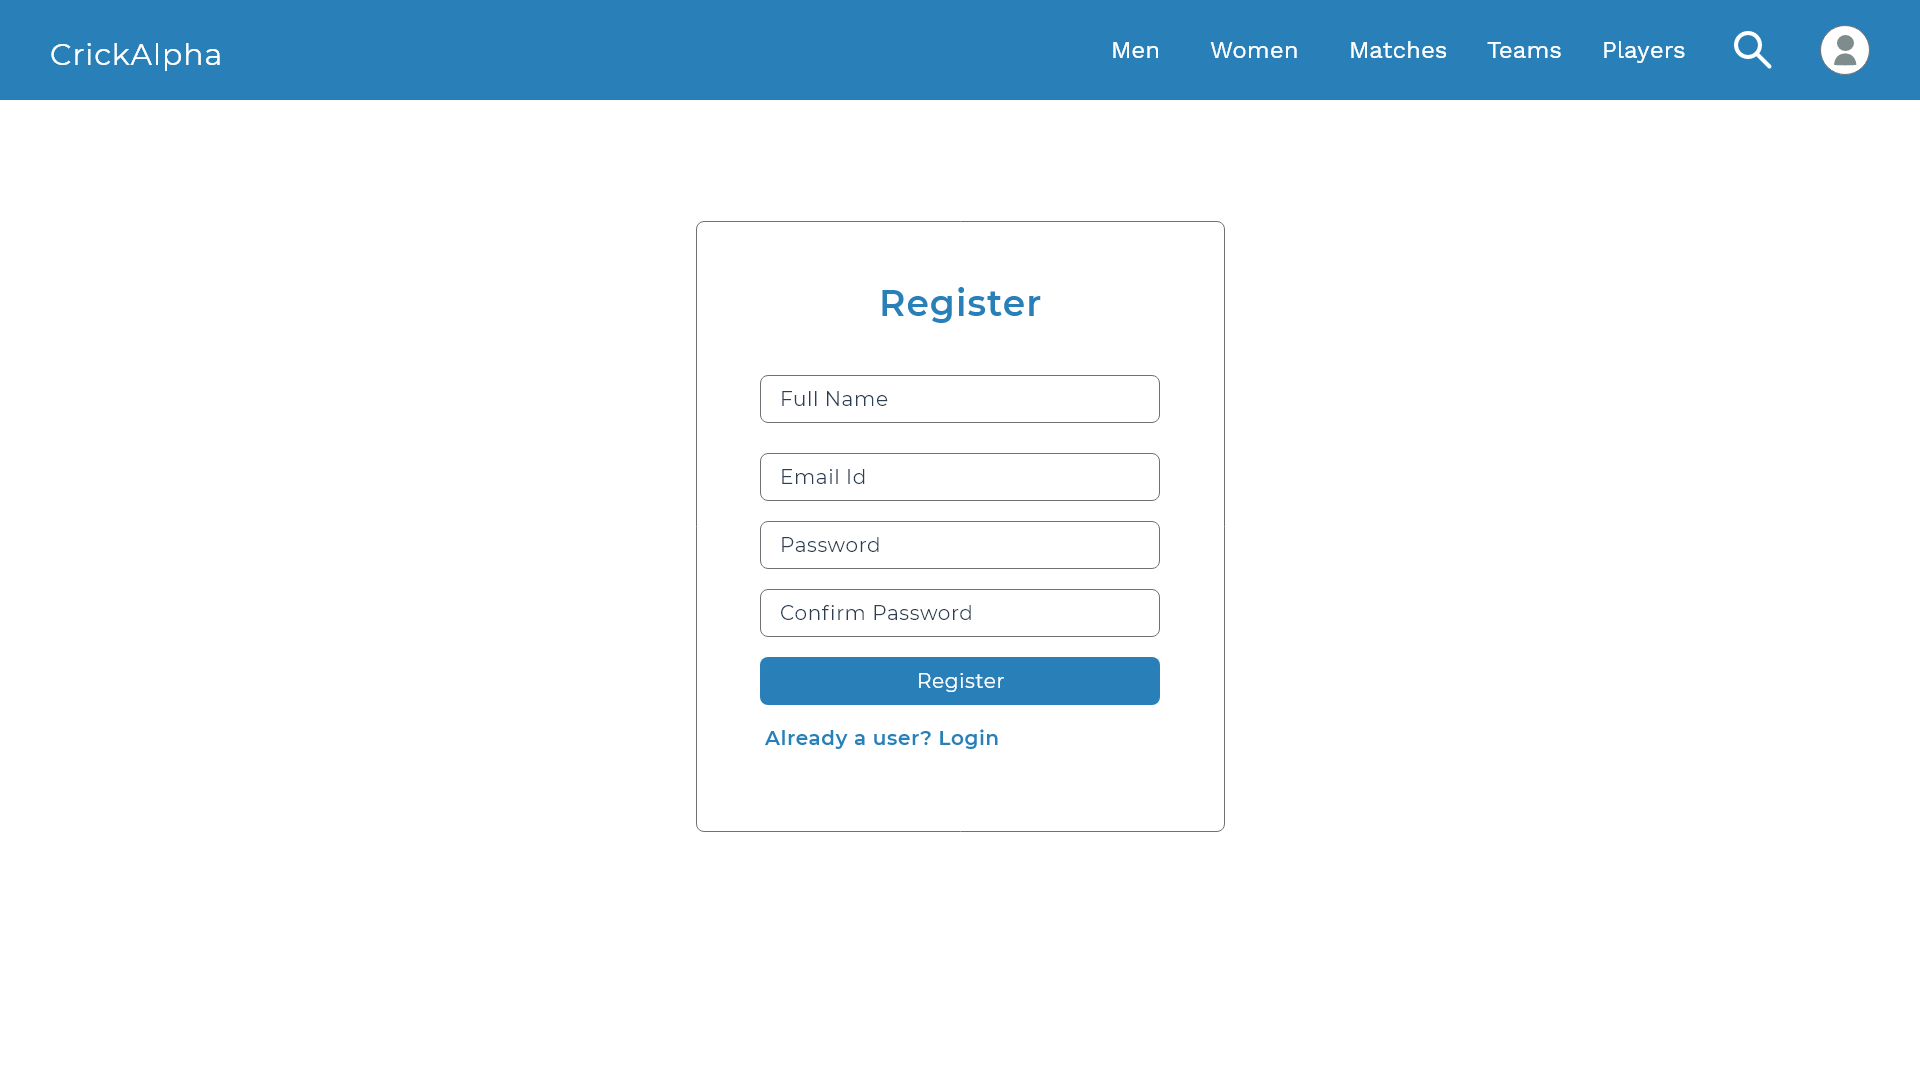 CrickAlpha
Men Women Matches Teams Players
Register
Full Name
Email Id
Password
Confirm Password
Register
Already a user? Login